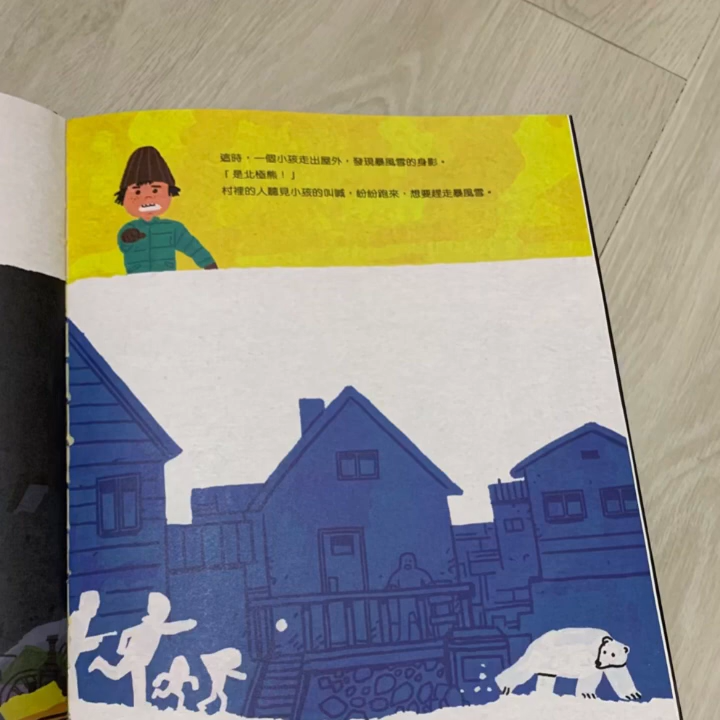 這時，一個小孩走出屋外，發現暴風雪的身影。
「是北極熊！」
村裡的人聽見小孩的叫喊，紛紛跑來，想要趕走暴風雪。